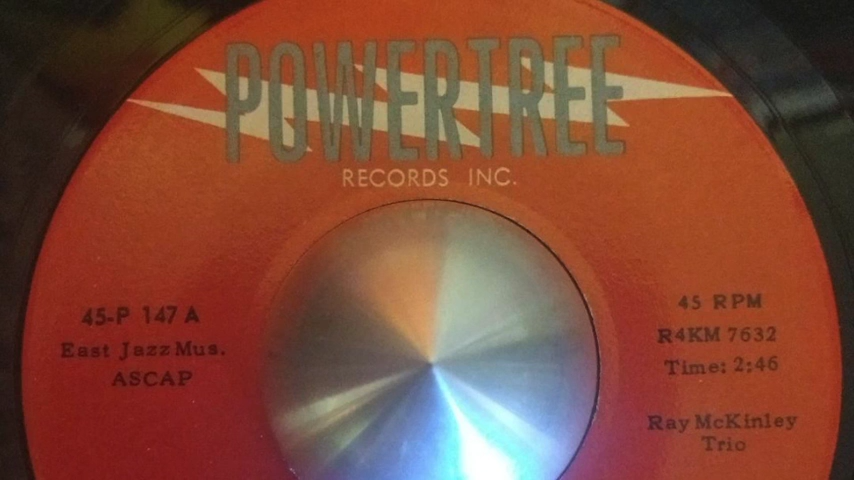 POWERTREE
RECORDS INC.
45-P 147 A
East Jazz Mus.
ASCAP
45 RPM
R4KM 7632
Time: 2:46
Ray McKinley
Trio